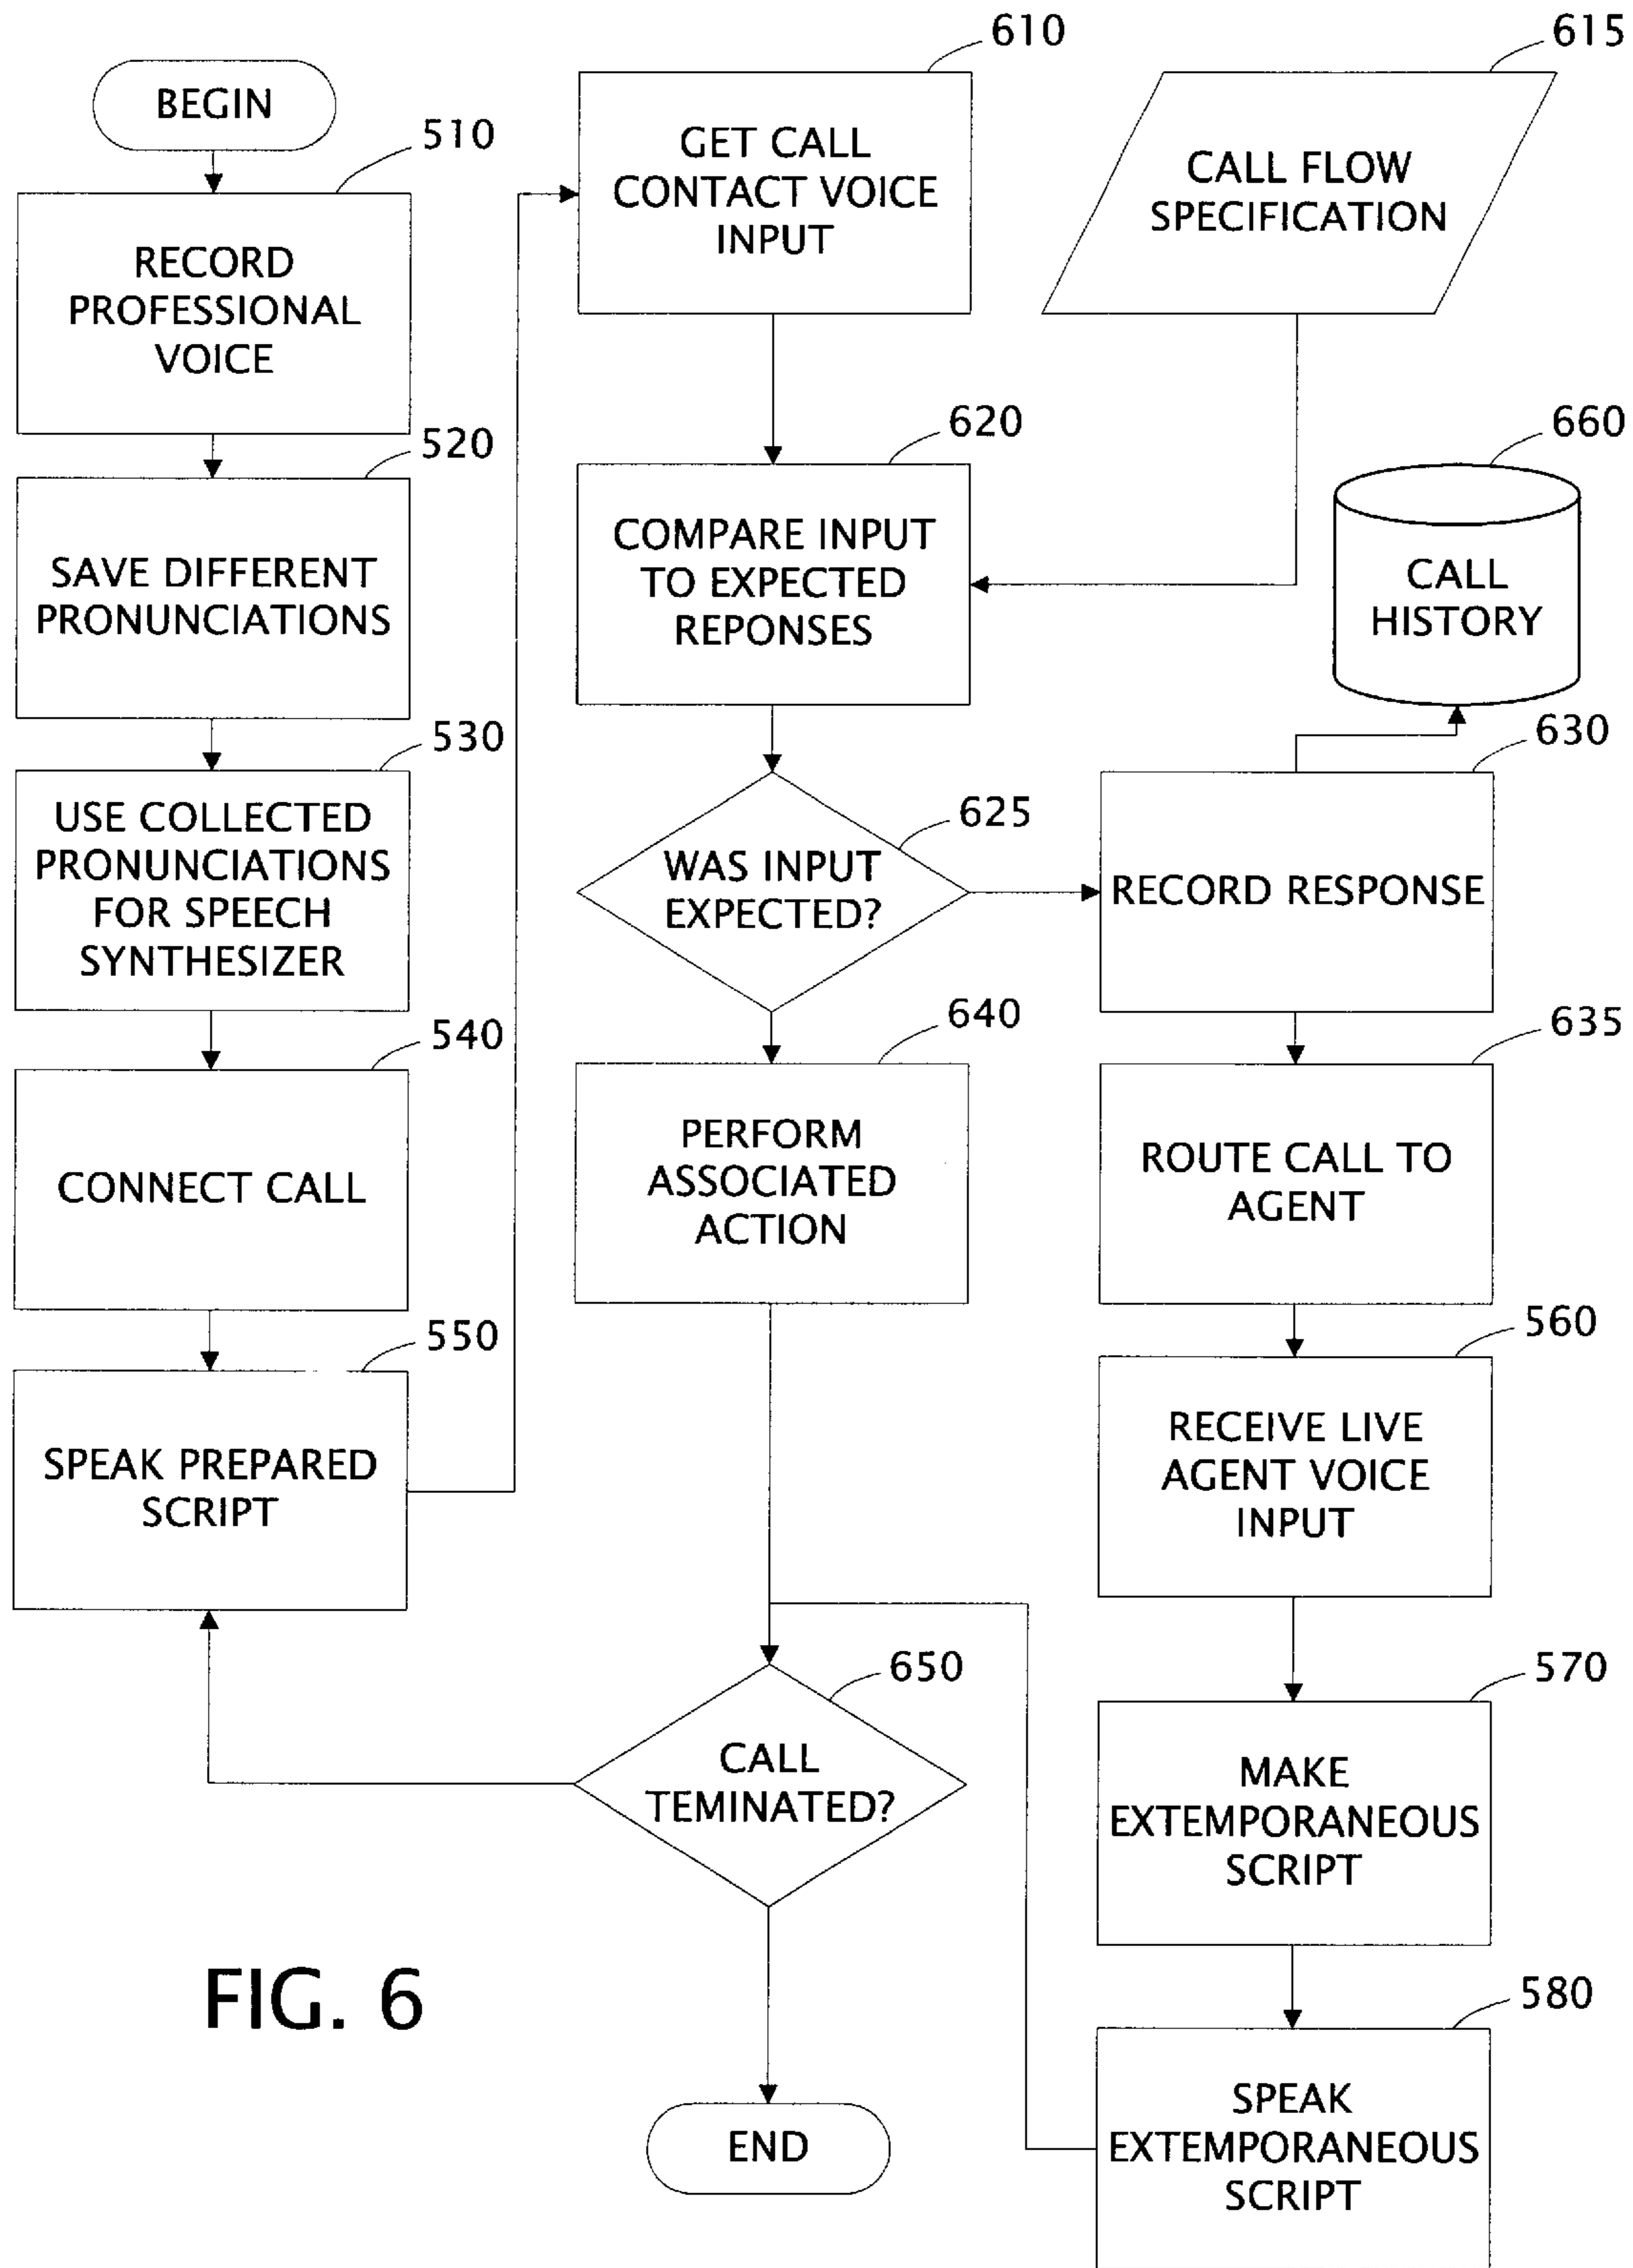 BEGIN
510
RECORD
PROFESSIONAL
VOICE
520
SAVE DIFFERENT
PRONUNCIATIONS
530
USE COLLECTED
PRONUNCIATIONS
FOR SPEECH
SYNTHESIZER
540
CONNECT CALL
550
SPEAK PREPARED
SCRIPT
610
GET CALL
CONTACT VOICE
INPUT
615
CALL FLOW
SPECIFICATION
620
COMPARE INPUT
TO EXPECTED
REPONSES
660
CALL
HISTORY
625
WAS INPUT
EXPECTED?
630
RECORD RESPONSE
640
PERFORM
ASSOCIATED
ACTION
635
ROUTE CALL TO
AGENT
560
RECEIVE LIVE
AGENT VOICE
INPUT
650
CALL
TEMINATED?
570
MAKE
EXTEMPORANEOUS
SCRIPT
580
SPEAK
EXTEMPORANEOUS
SCRIPT
END
FIG. 6